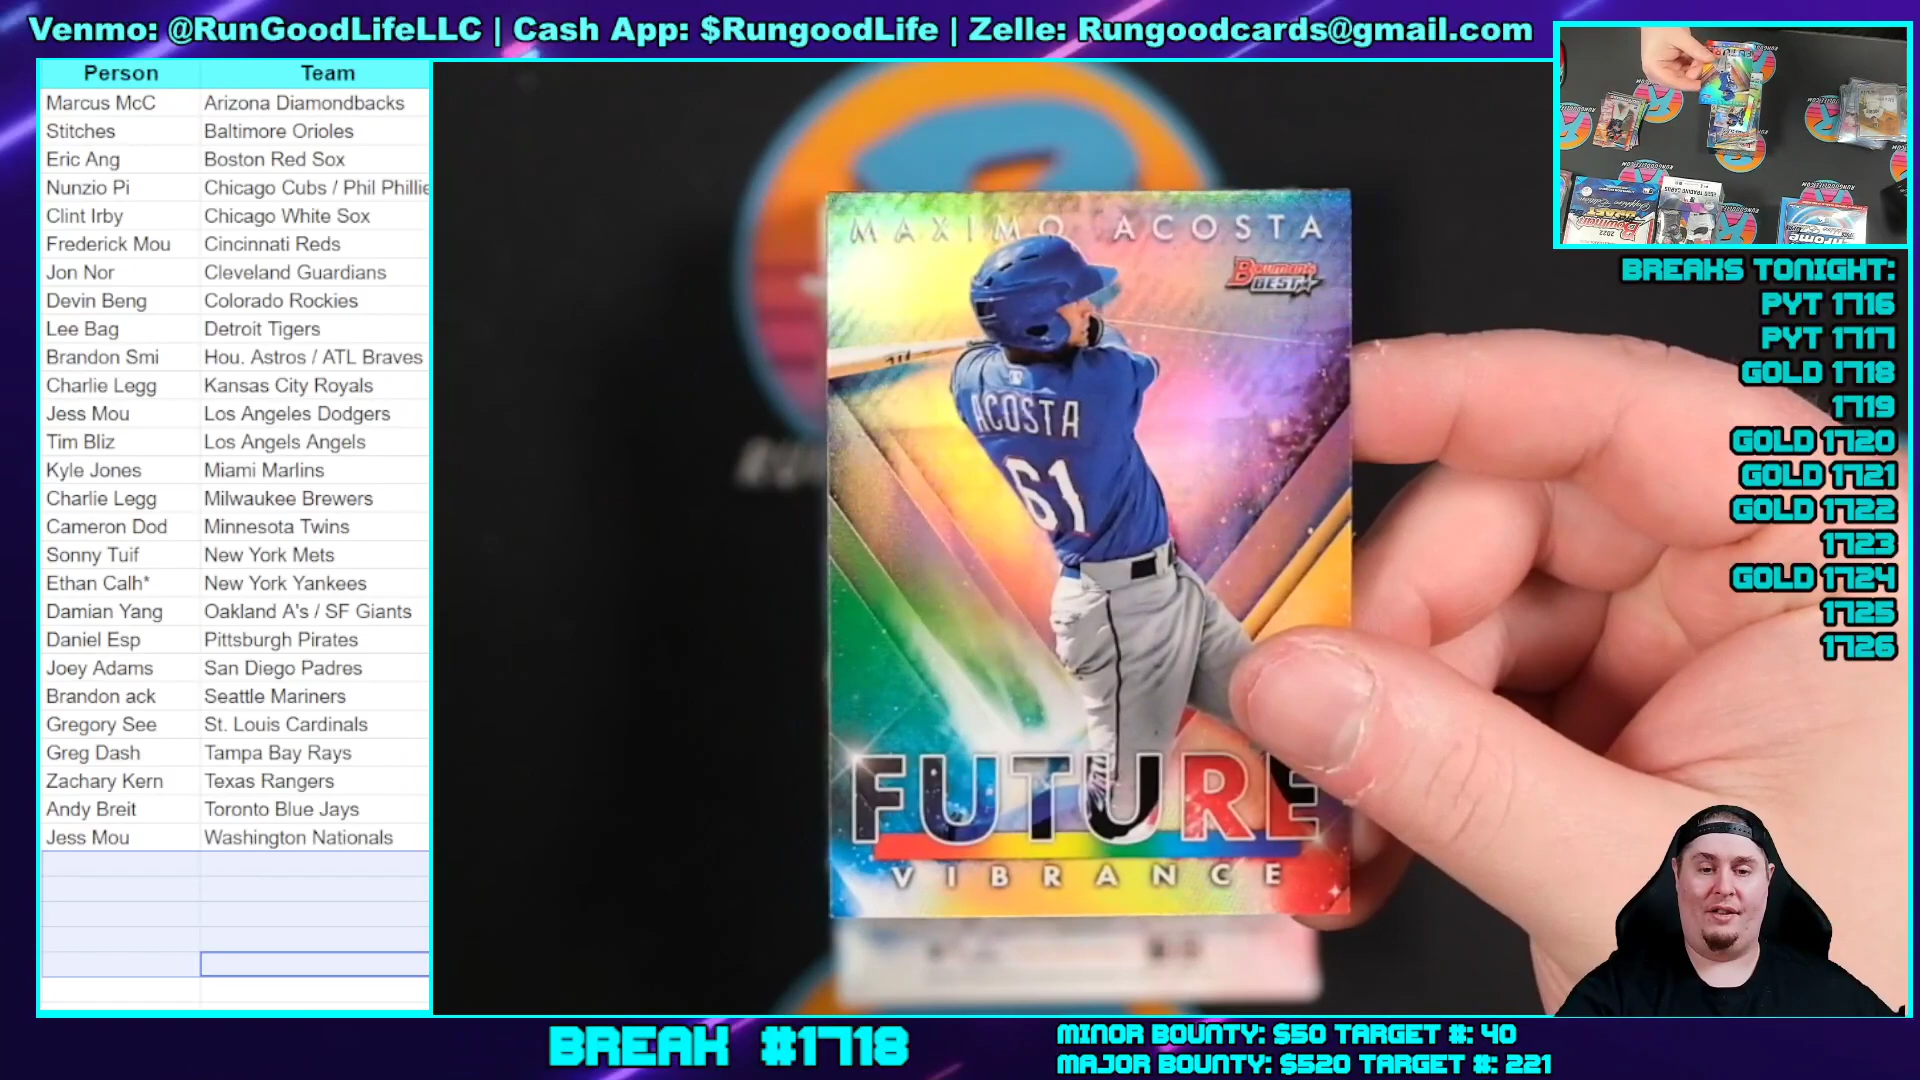 Venmo: @RunGoodLifeLLC | Cash App: $RungoodLife | Zelle: Rungoodcards@gmail.com
Person Team
Marcus McC Arizona Diamondbacks
Stitches Baltimore Orioles
Eric Ang Boston Red Sox
Nunzio Pi Chicago Cubs / Phil Phillie
Clint Irby Chicago White Sox
Frederick Mou Cincinnati Reds
Jon Nor Cleveland Guardians
Devin Beng Colorado Rockies
Lee Bag Detroit Tigers
Brandon Smi Hou. Astros / ATL Braves
Charlie Legg Kansas City Royals
Jess Mou Los Angeles Dodgers
Tim Bliz Los Angels Angels
Kyle Jones Miami Marlins
Charlie Legg Milwaukee Brewers
Cameron Dod Minnesota Twins
Sonny Tuif New York Mets
Ethan Calh* New York Yankees
Damian Yang Oakland A's / SF Giants
Daniel Esp Pittsburgh Pirates
Joey Adams San Diego Padres
Brandon ack Seattle Mariners
Gregory See St. Louis Cardinals
Greg Dash Tampa Bay Rays
Zachary Kern Texas Rangers
Andy Breit Toronto Blue Jays
Jess Mou Washington Nationals
MAXIMO ACOSTA
Bowman's
BEST
ACOSTA
61
FUTURE
VIBRANCE
BREAKS TONIGHT:
PYT 1716
PYT 1717
GOLD 1718
1719
GOLD 1720
GOLD 1721
GOLD 1722
1723
GOLD 1724
1725
1726
BREAK #1718
MINOR BOUNTY: $50 TARGET #: 40
MAJOR BOUNTY: $520 TARGET #: 221